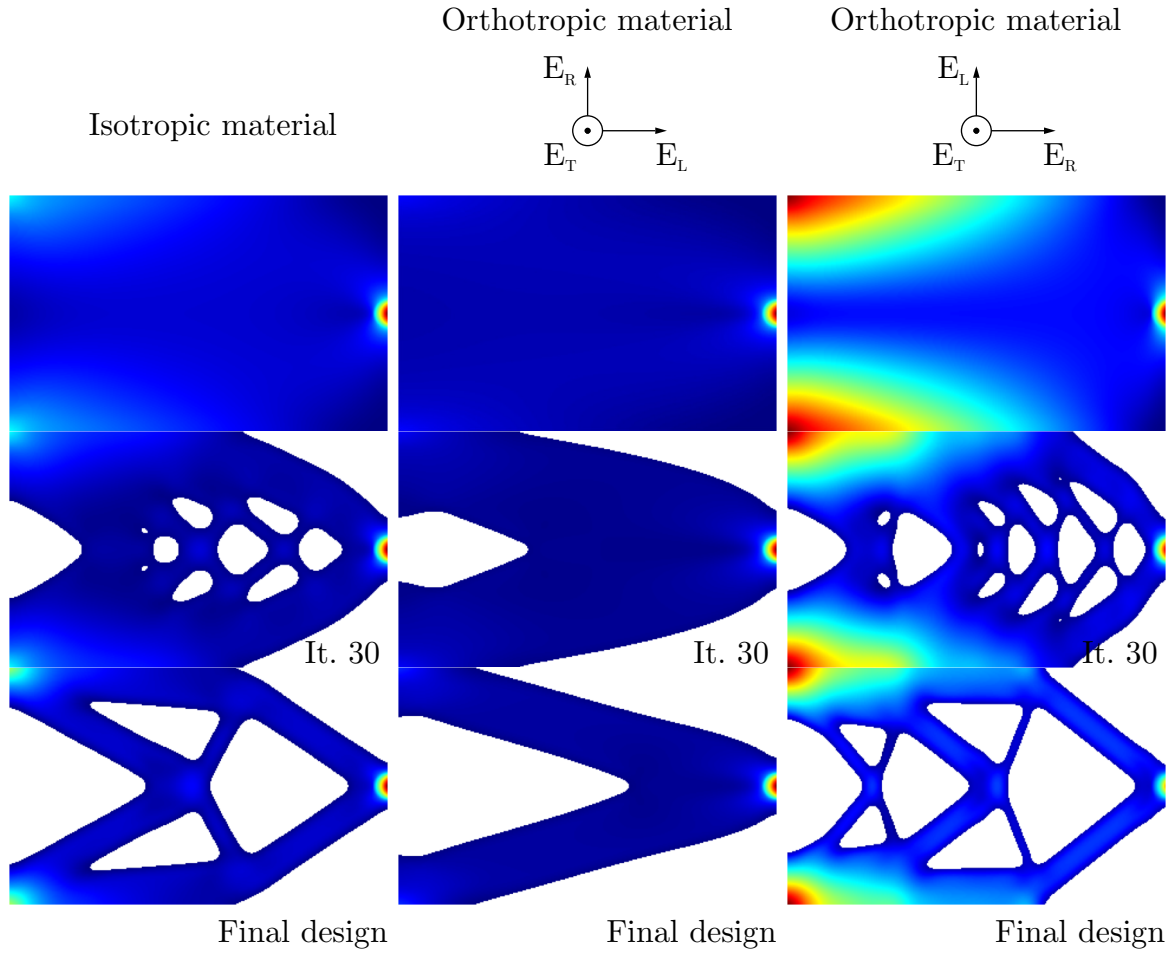 Orthotropic material
Orthotropic material
E_R
E_L
Isotropic material
E_T
E_L
E_T
E_R
It. 30
It. 30
It. 30
Final design
Final design
Final design